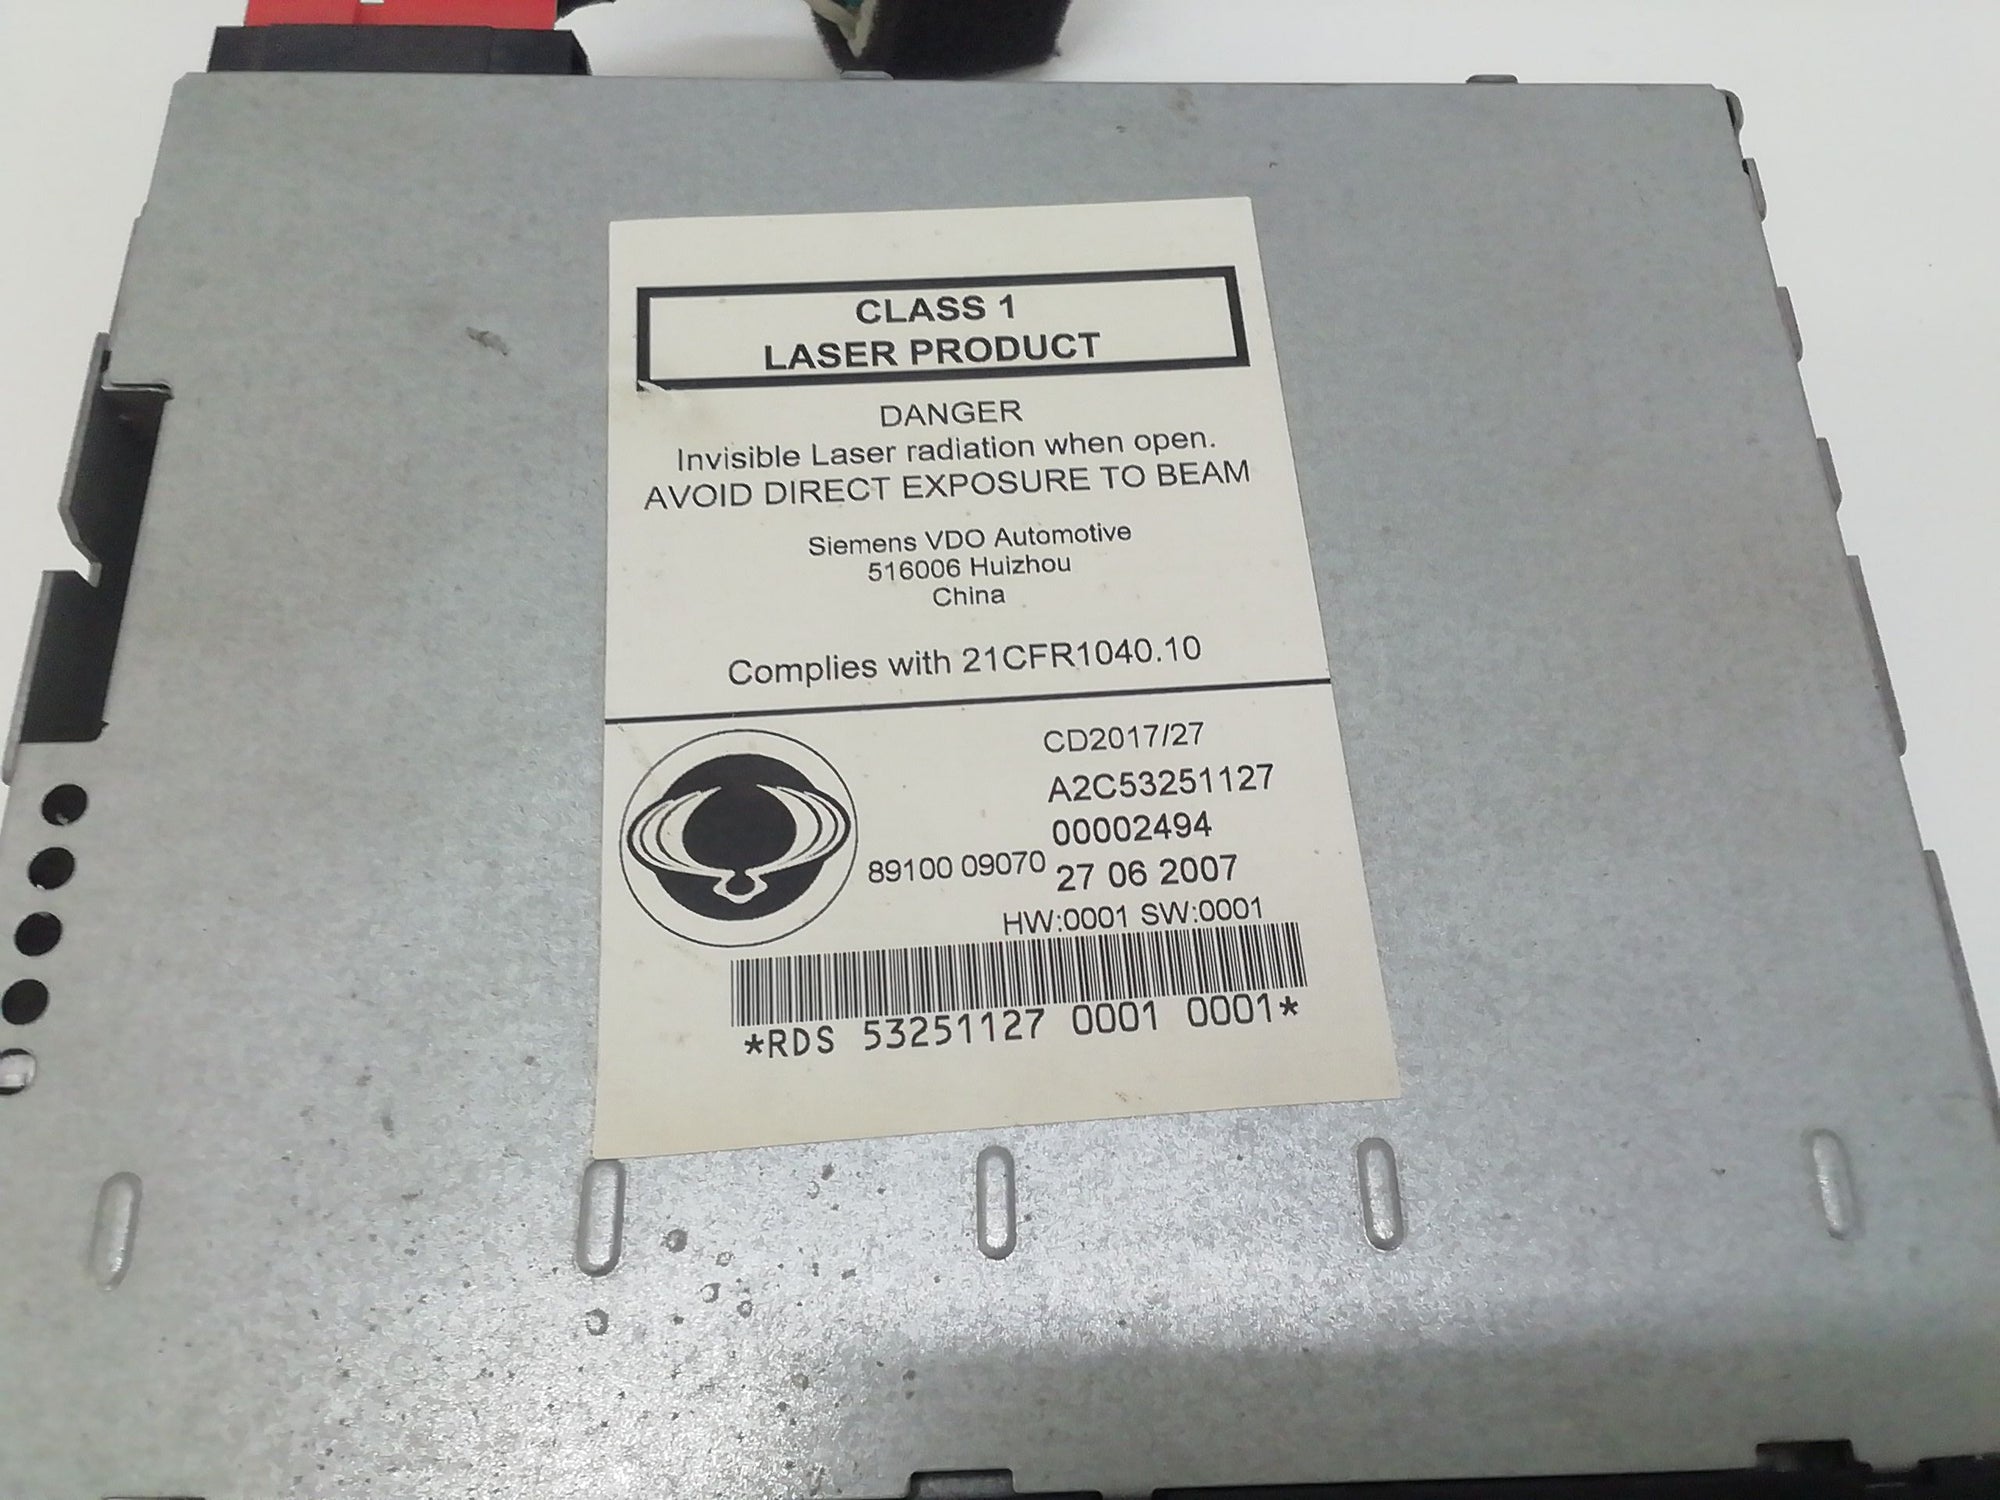 CLASS 1
LASER PRODUCT
DANGER
Invisible Laser radiation when open.
AVOID DIRECT EXPOSURE TO BEAM
Siemens VDO Automotive
516006 Huizhou
China
Complies with 21CFR1040.10
CD2017/27
A2C53251127
00002494
89100 09070 27 06 2007
HW:0001 SW:0001
*RDS 53251127 0001 0001*